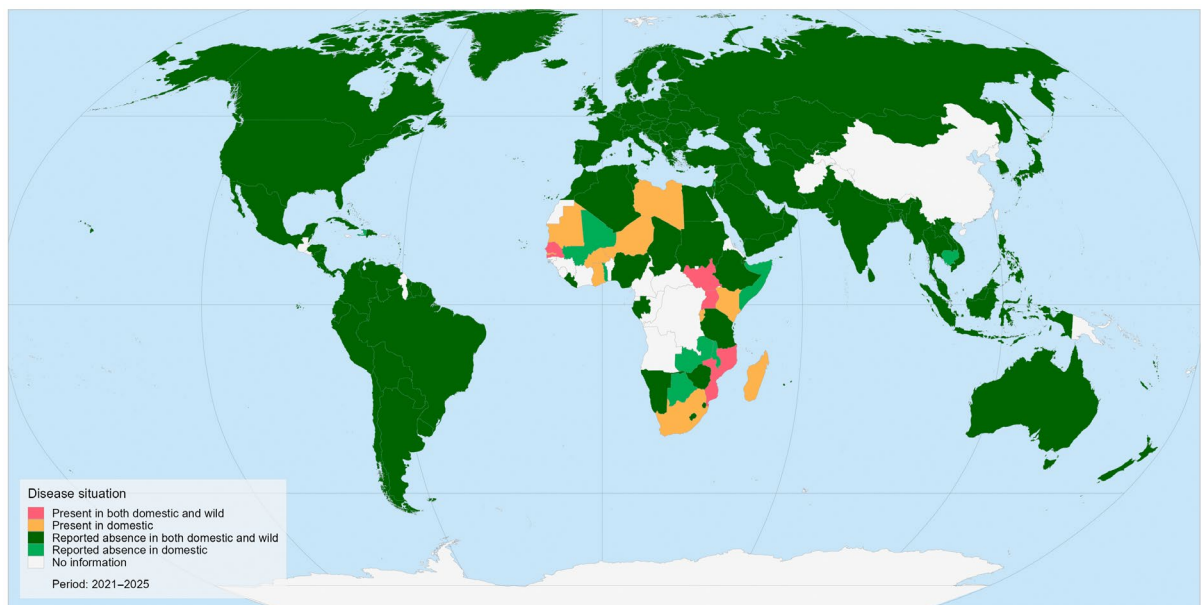 Disease situation
Present in both domestic and wild
Present in domestic
Reported absence in both domestic and wild
Reported absence in domestic
No information
Period: 2021–2025